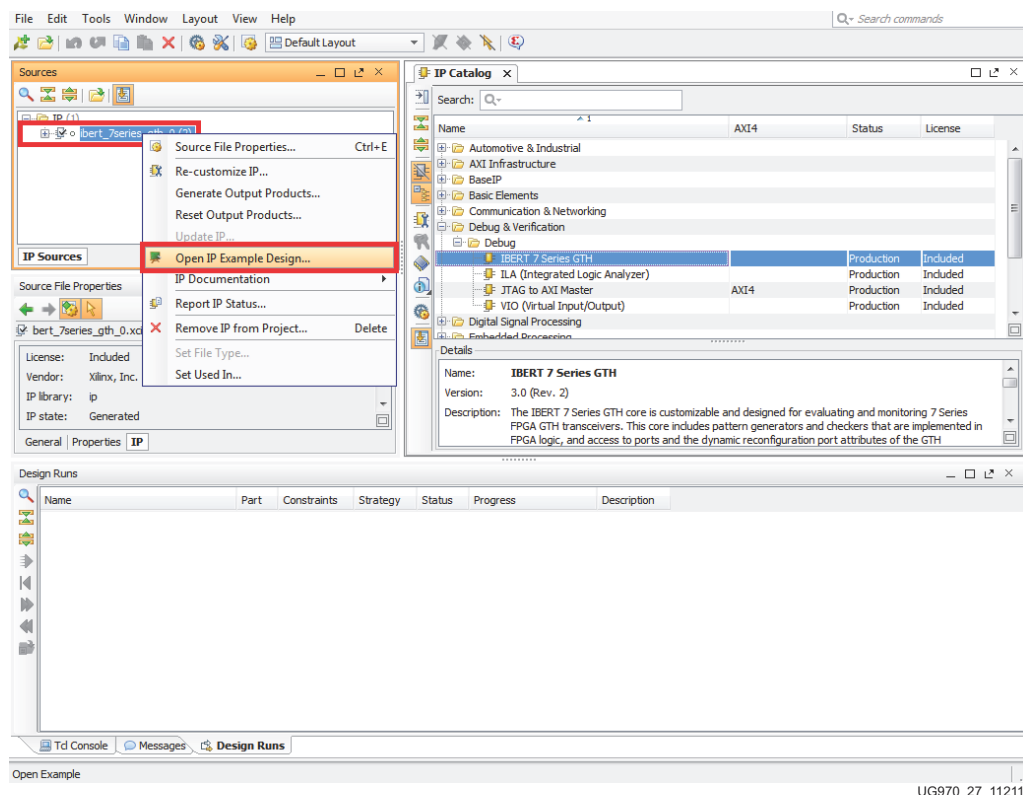 File Edit Tools Window Layout View Help
Search commands
Default Layout
Sources
IP (1)
ibert_7series_gth_0 (2)
IP Sources
Source File Properties... Ctrl+E
Re-customize IP...
Generate Output Products...
Reset Output Products...
Update IP...
Open IP Example Design...
IP Documentation
Report IP Status...
Remove IP from Project... Delete
Set File Type...
Set Used In...
Source File Properties
bert_7series_gth_0.xci
License: Included
Vendor: Xilinx, Inc.
IP library: ip
IP state: Generated
General Properties IP
IP Catalog
Search:
Name 1 AXI4 Status License
Automotive & Industrial
AXI Infrastructure
BaseIP
Basic Elements
Communication & Networking
Debug & Verification
Debug
IBERT 7 Series GTH Production Included
ILA (Integrated Logic Analyzer) Production Included
JTAG to AXI Master AXI4 Production Included
VIO (Virtual Input/Output) Production Included
Digital Signal Processing
Embedded Processing
Details
Name: IBERT 7 Series GTH
Version: 3.0 (Rev. 2)
Description: The IBERT 7 Series GTH core is customizable and designed for evaluating and monitoring 7 Series
FPGA GTH transceivers. This core includes pattern generators and checkers that are implemented in
FPGA logic, and access to ports and the dynamic reconfiguration port attributes of the GTH
Design Runs
Name Part Constraints Strategy Status Progress Description
Tcl Console Messages Design Runs
Open Example
UG970_27_11211